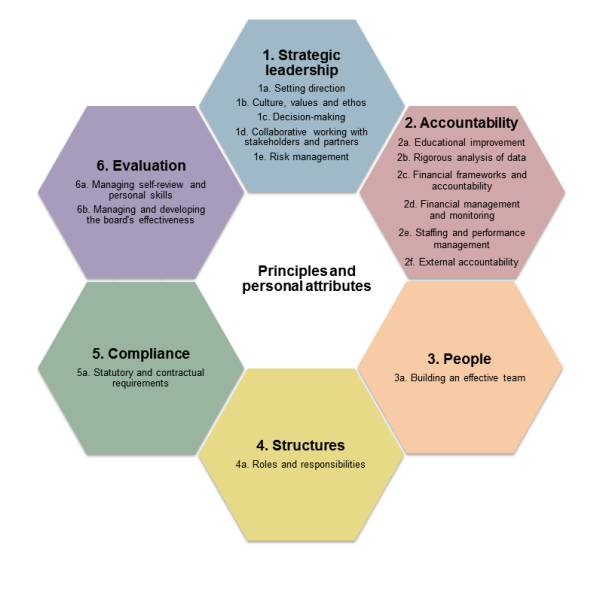 1. Strategic
leadership
1a. Setting direction
1b. Culture, values and ethos
1c. Decision-making
1d. Collaborative working with
stakeholders and partners
1e. Risk management
2. Accountability
2a. Educational improvement
2b. Rigorous analysis of data
2c. Financial frameworks and
accountability
2d. Financial management
and monitoring
2e. Staffing and performance
management
2f. External accountability
3. People
3a. Building an effective team
4. Structures
4a. Roles and responsibilities
5. Compliance
5a. Statutory and contractual
requirements
6. Evaluation
6a. Managing self-review and
personal skills
6b. Managing and developing
the board's effectiveness
Principles and
personal attributes